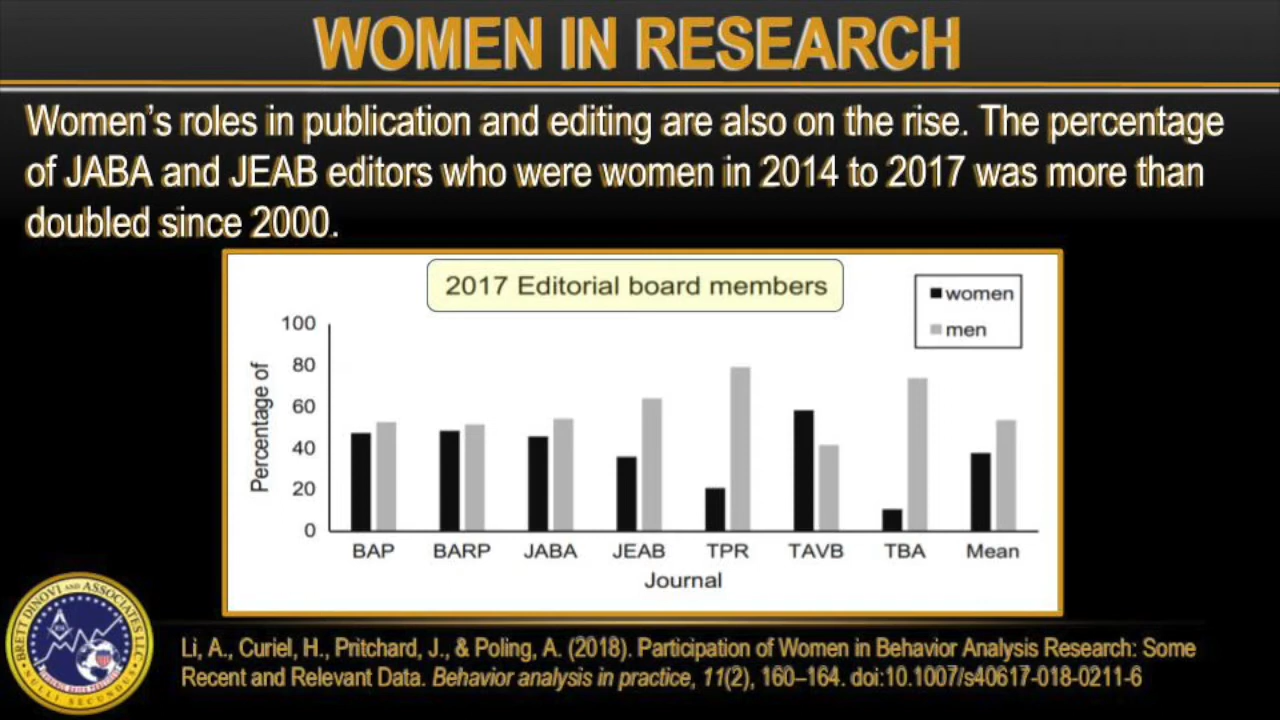 WOMEN IN RESEARCH
Women's roles in publication and editing are also on the rise. The percentage
of JABA and JEAB editors who were women in 2014 to 2017 was more than
doubled since 2000.
2017 Editorial board members
women
men
Percentage of
100
80
60
40
20
0
BAP BARP JABA JEAB TPR TAVB TBA Mean
Journal
BRETT DINOVI AND ASSOCIATES LLC
NULLI SECUNDUS
Li, A., Curiel, H., Pritchard, J., & Poling, A. (2018). Participation of Women in Behavior Analysis Research: Some
Recent and Relevant Data. Behavior analysis in practice, 11(2), 160–164. doi:10.1007/s40617-018-0211-6